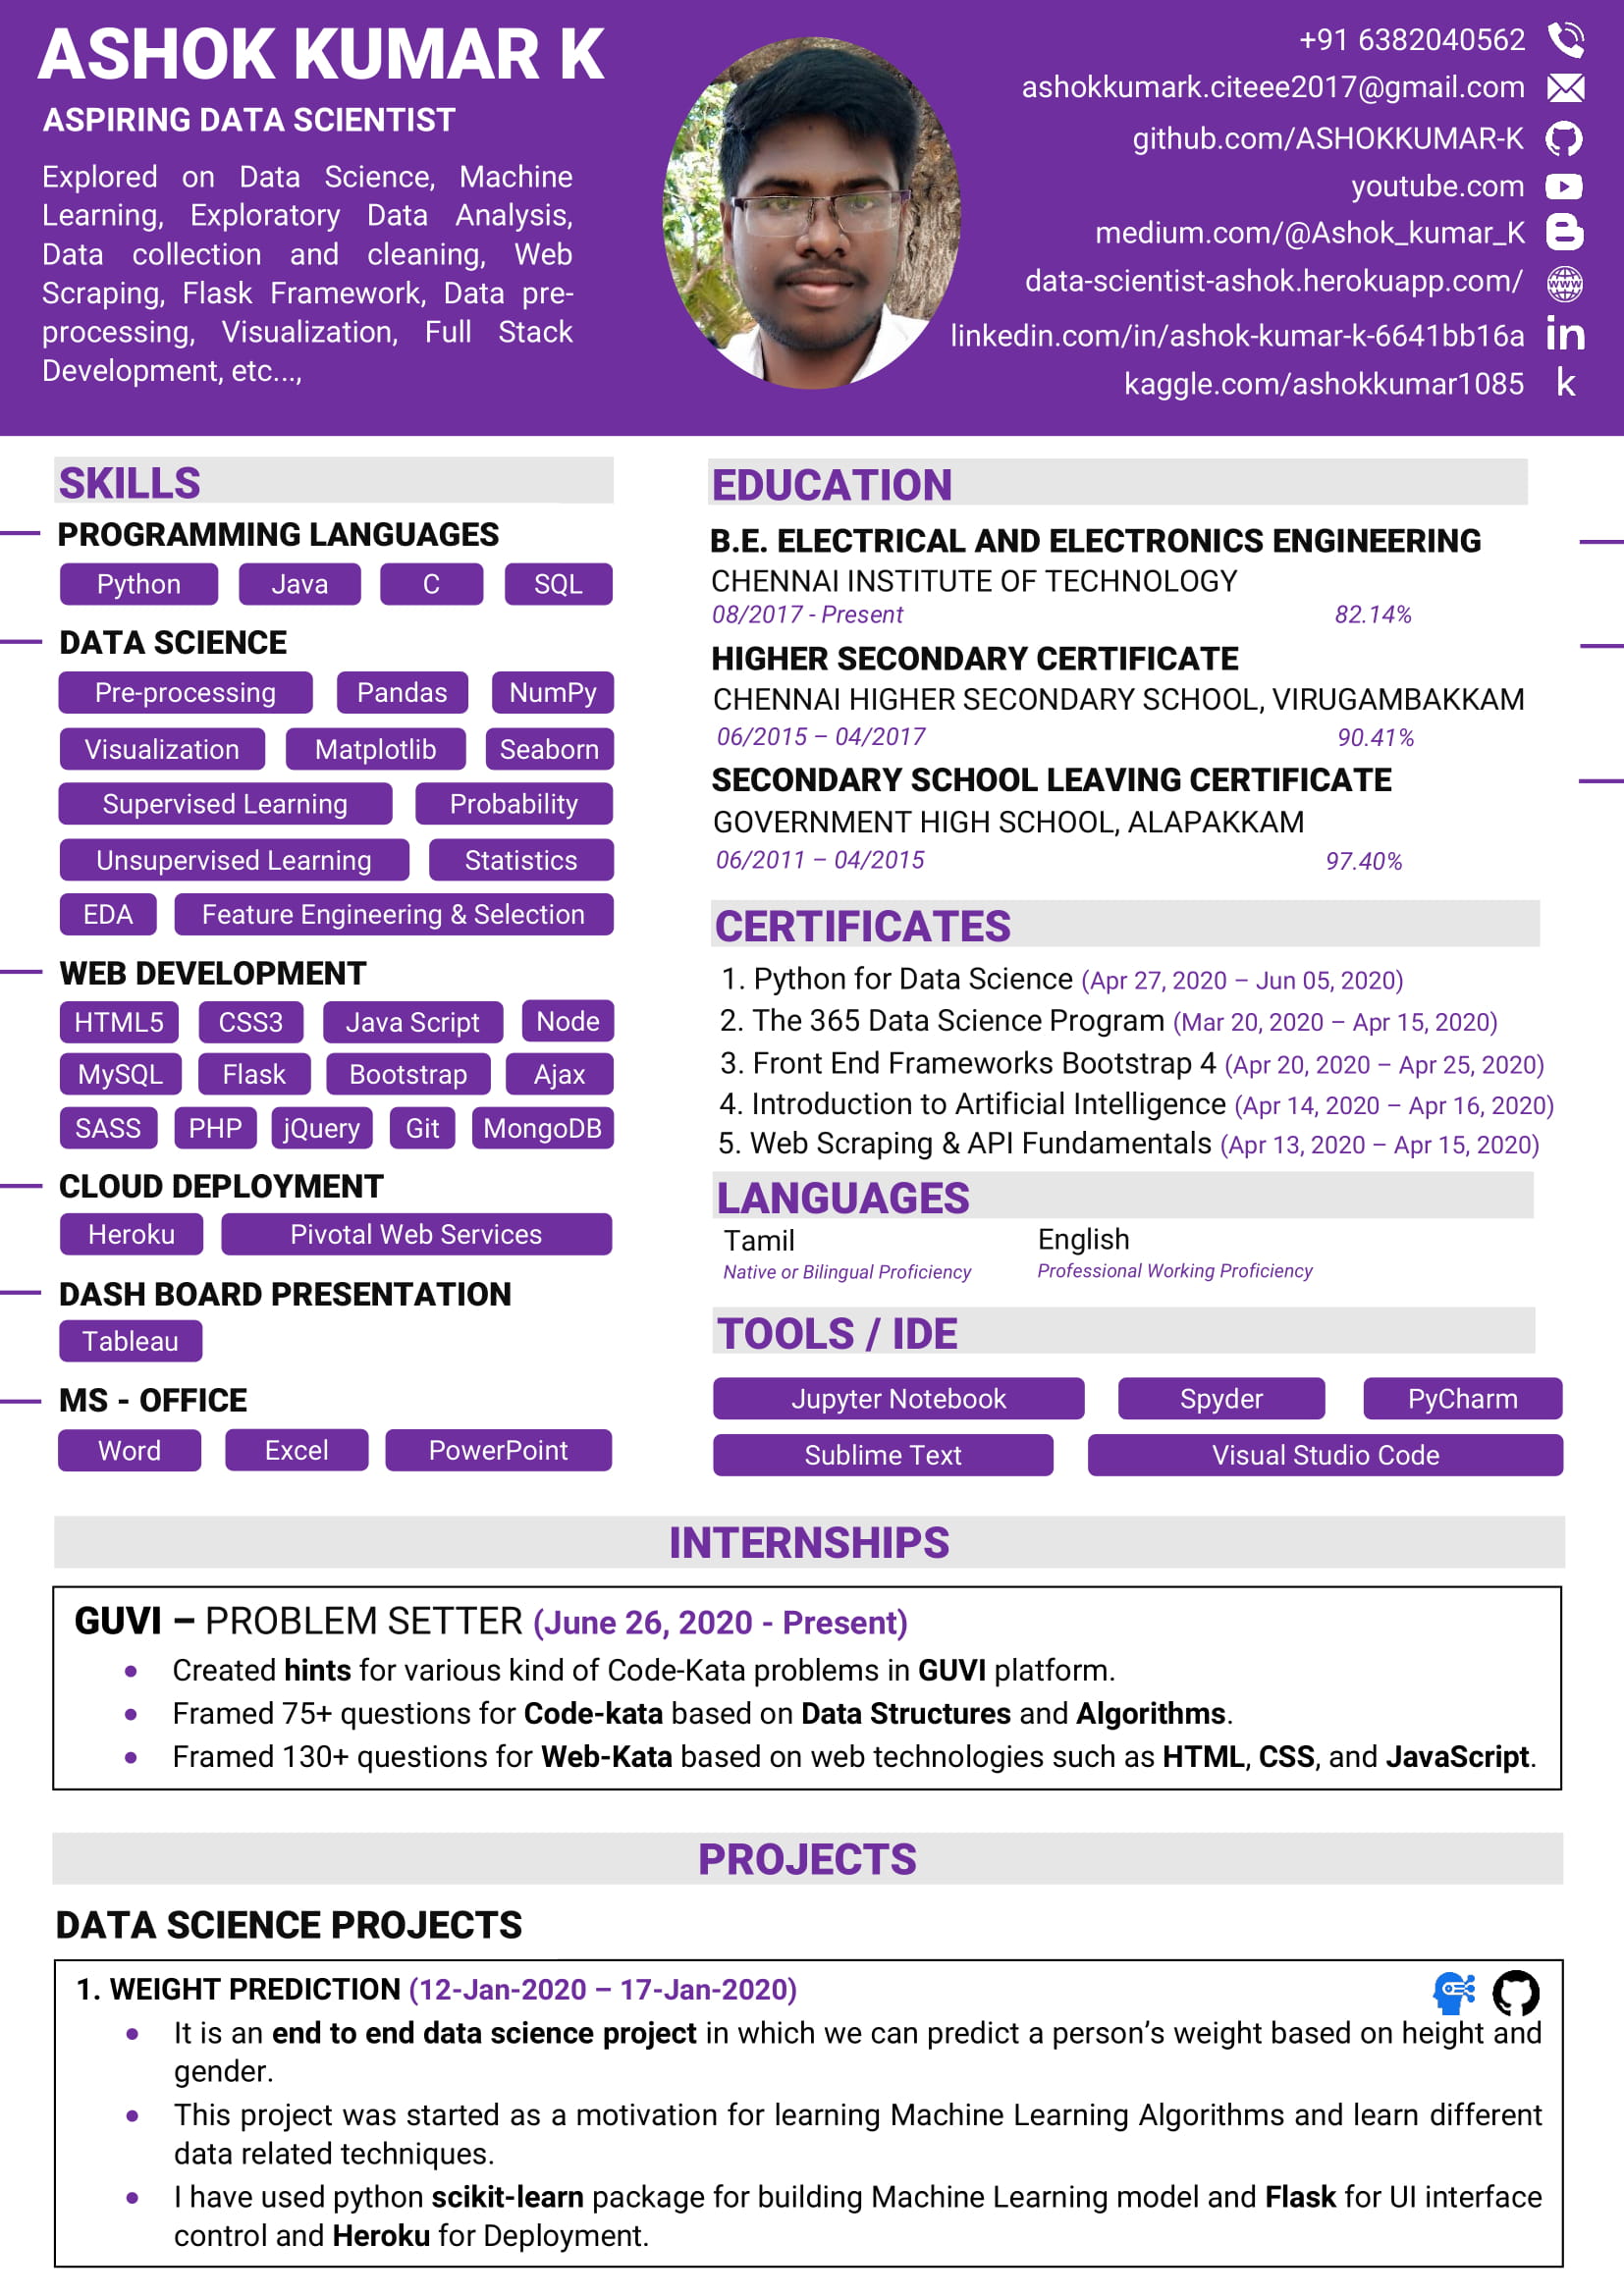 ASHOK KUMAR K
ASPIRING DATA SCIENTIST
Explored on Data Science, Machine
Learning, Exploratory Data Analysis,
Data collection and cleaning, Web
Scraping, Flask Framework, Data pre-
processing, Visualization, Full Stack
Development, etc...,
+91 6382040562
ashokkumark.citeee2017@gmail.com
github.com/ASHOKKUMAR-K
youtube.com
medium.com/@Ashok_kumar_K
data-scientist-ashok.herokuapp.com/
www
linkedin.com/in/ashok-kumar-k-6641bb16a
in
kaggle.com/ashokkumar1085
k
SKILLS
PROGRAMMING LANGUAGES
Python Java C SQL
DATA SCIENCE
Pre-processing Pandas NumPy
Visualization Matplotlib Seaborn
Supervised Learning Probability
Unsupervised Learning Statistics
EDA Feature Engineering & Selection
WEB DEVELOPMENT
HTML5 CSS3 Java Script Node
MySQL Flask Bootstrap Ajax
SASS PHP jQuery Git MongoDB
CLOUD DEPLOYMENT
Heroku Pivotal Web Services
DASH BOARD PRESENTATION
Tableau
MS - OFFICE
Word Excel PowerPoint
EDUCATION
B.E. ELECTRICAL AND ELECTRONICS ENGINEERING
CHENNAI INSTITUTE OF TECHNOLOGY
08/2017 - Present 82.14%
HIGHER SECONDARY CERTIFICATE
CHENNAI HIGHER SECONDARY SCHOOL, VIRUGAMBAKKAM
06/2015 – 04/2017 90.41%
SECONDARY SCHOOL LEAVING CERTIFICATE
GOVERNMENT HIGH SCHOOL, ALAPAKKAM
06/2011 – 04/2015 97.40%
CERTIFICATES
1. Python for Data Science (Apr 27, 2020 – Jun 05, 2020)
2. The 365 Data Science Program (Mar 20, 2020 – Apr 15, 2020)
3. Front End Frameworks Bootstrap 4 (Apr 20, 2020 – Apr 25, 2020)
4. Introduction to Artificial Intelligence (Apr 14, 2020 – Apr 16, 2020)
5. Web Scraping & API Fundamentals (Apr 13, 2020 – Apr 15, 2020)
LANGUAGES
Tamil English
Native or Bilingual Proficiency Professional Working Proficiency
TOOLS / IDE
Jupyter Notebook Spyder PyCharm
Sublime Text Visual Studio Code
INTERNSHIPS
GUVI – PROBLEM SETTER (June 26, 2020 - Present)
• Created hints for various kind of Code-Kata problems in GUVI platform.
• Framed 75+ questions for Code-kata based on Data Structures and Algorithms.
• Framed 130+ questions for Web-Kata based on web technologies such as HTML, CSS, and JavaScript.
PROJECTS
DATA SCIENCE PROJECTS
1. WEIGHT PREDICTION (12-Jan-2020 – 17-Jan-2020)
• It is an end to end data science project in which we can predict a person’s weight based on height and
gender.
• This project was started as a motivation for learning Machine Learning Algorithms and learn different
data related techniques.
• I have used python scikit-learn package for building Machine Learning model and Flask for UI interface
control and Heroku for Deployment.